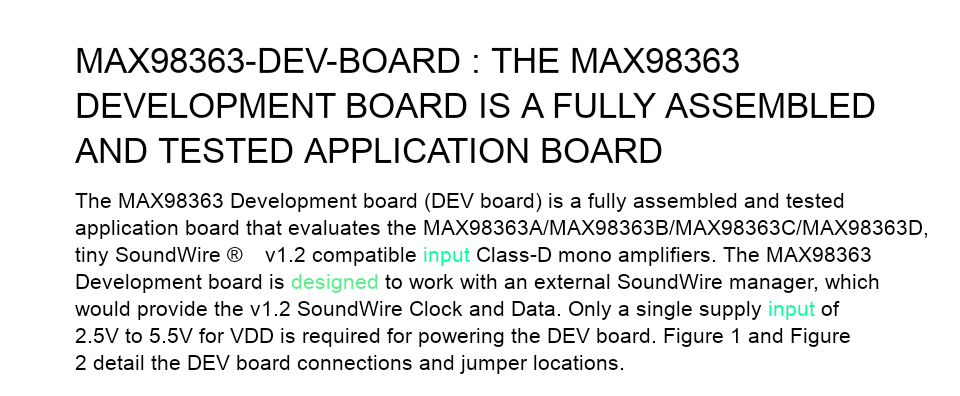 MAX98363-DEV-BOARD : THE MAX98363
DEVELOPMENT BOARD IS A FULLY ASSEMBLED
AND TESTED APPLICATION BOARD
The MAX98363 Development board (DEV board) is a fully assembled and tested
application board that evaluates the MAX98363A/MAX98363B/MAX98363C/MAX98363D,
tiny SoundWire ® v1.2 compatible input Class-D mono amplifiers. The MAX98363
Development board is designed to work with an external SoundWire manager, which
would provide the v1.2 SoundWire Clock and Data. Only a single supply input of
2.5V to 5.5V for VDD is required for powering the DEV board. Figure 1 and Figure
2 detail the DEV board connections and jumper locations.